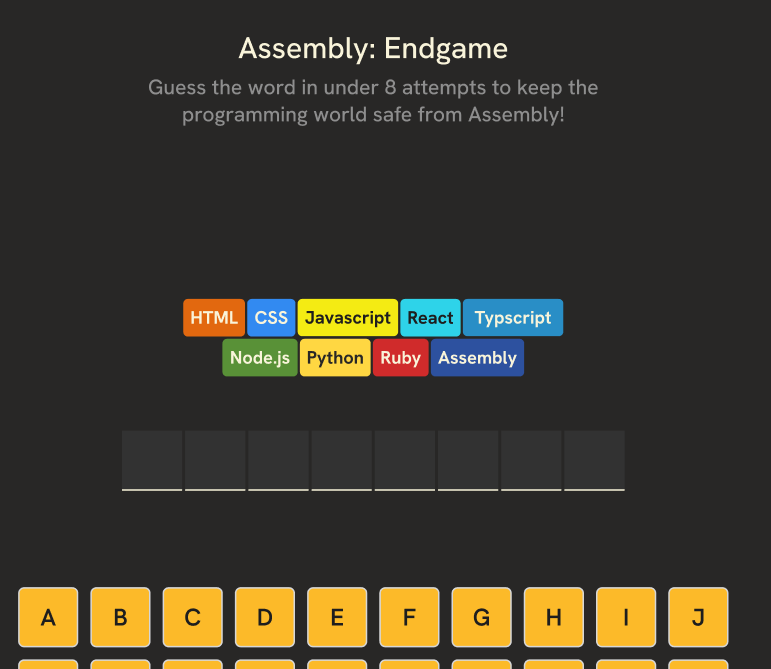 Assembly: Endgame
Guess the word in under 8 attempts to keep the
programming world safe from Assembly!
HTML CSS Javascript React Typscript
Node.js Python Ruby Assembly
A B C D E F G H I J